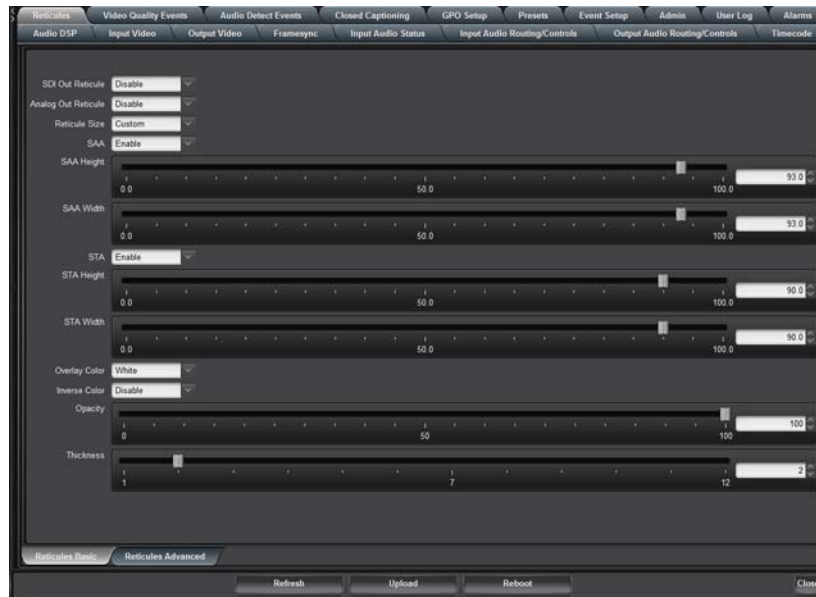 Reticules Video Quality Events Audio Detect Events Closed Captioning GPO Setup Presets Event Setup Admin User Log Alarms
Audio DSP Input Video Output Video Framesync Input Audio Status Input Audio Routing/Controls Output Audio Routing/Controls Timecode
SDI Out Reticule Disable
Analog Out Reticule Disable
Reticule Size Custom
SAA Enable
SAA Height 93.0
0.0 50.0 100.0
SAA Width 93.0
0.0 50.0 100.0
STA Enable
STA Height 90.0
0.0 50.0 100.0
STA Width 90.0
0.0 50.0 100.0
Overlay Color White
Inverse Color Disable
Opacity 100
0 50 100
Thickness 2
1 7 12
Reticules Basic Reticules Advanced
Refresh Upload Reboot Close